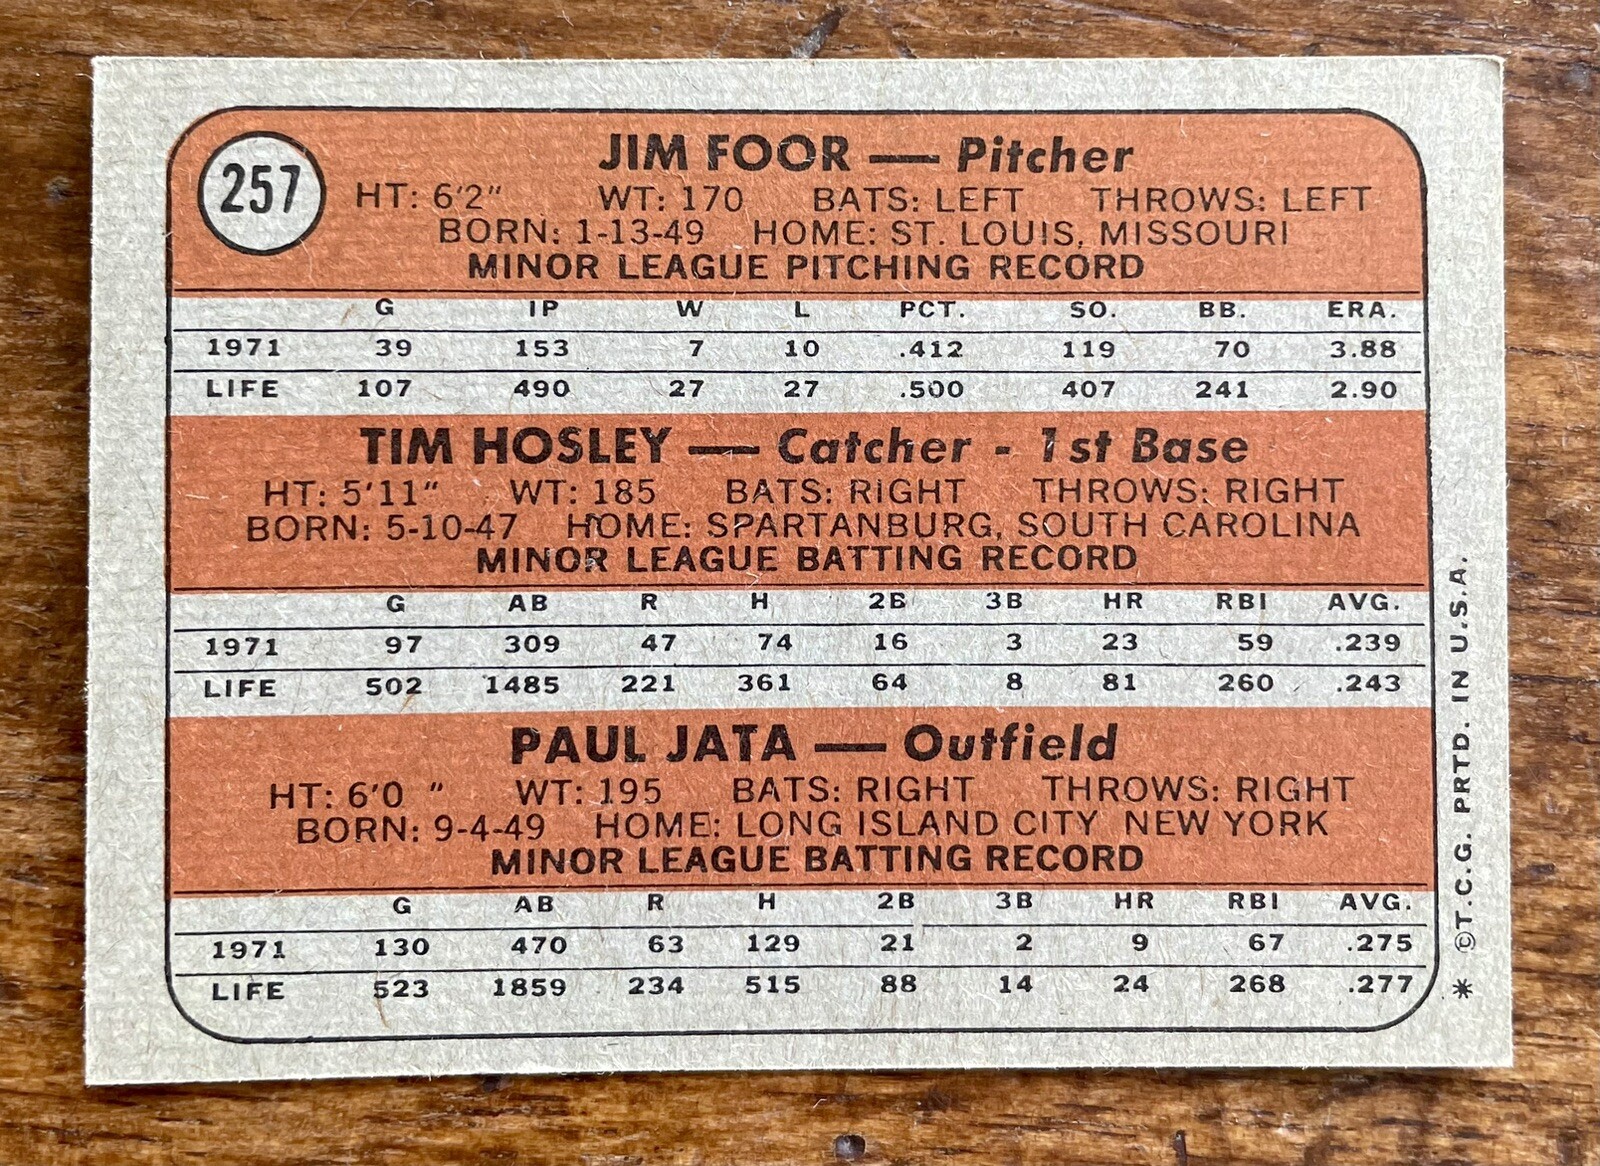 257
JIM FOOR — Pitcher
HT: 6'2" WT: 170 BATS: LEFT THROWS: LEFT
BORN: 1-13-49 HOME: ST. LOUIS, MISSOURI
MINOR LEAGUE PITCHING RECORD
G IP W L PCT. SO. BB. ERA.
1971 39 153 7 10 .412 119 70 3.88
LIFE 107 490 27 27 .500 407 241 2.90
TIM HOSLEY — Catcher - 1st Base
HT: 5'11" WT: 185 BATS: RIGHT THROWS: RIGHT
BORN: 5-10-47 HOME: SPARTANBURG, SOUTH CAROLINA
MINOR LEAGUE BATTING RECORD
G AB R H 2B 3B HR RBI AVG.
1971 97 309 47 74 16 3 23 59 .239
LIFE 502 1485 221 361 64 8 81 260 .243
PAUL JATA — Outfield
HT: 6'0 " WT: 195 BATS: RIGHT THROWS: RIGHT
BORN: 9-4-49 HOME: LONG ISLAND CITY NEW YORK
MINOR LEAGUE BATTING RECORD
G AB R H 2B 3B HR RBI AVG.
1971 130 470 63 129 21 2 9 67 .275
LIFE 523 1859 234 515 88 14 24 268 .277
* ©T.C.G. PRTD. IN U.S.A.